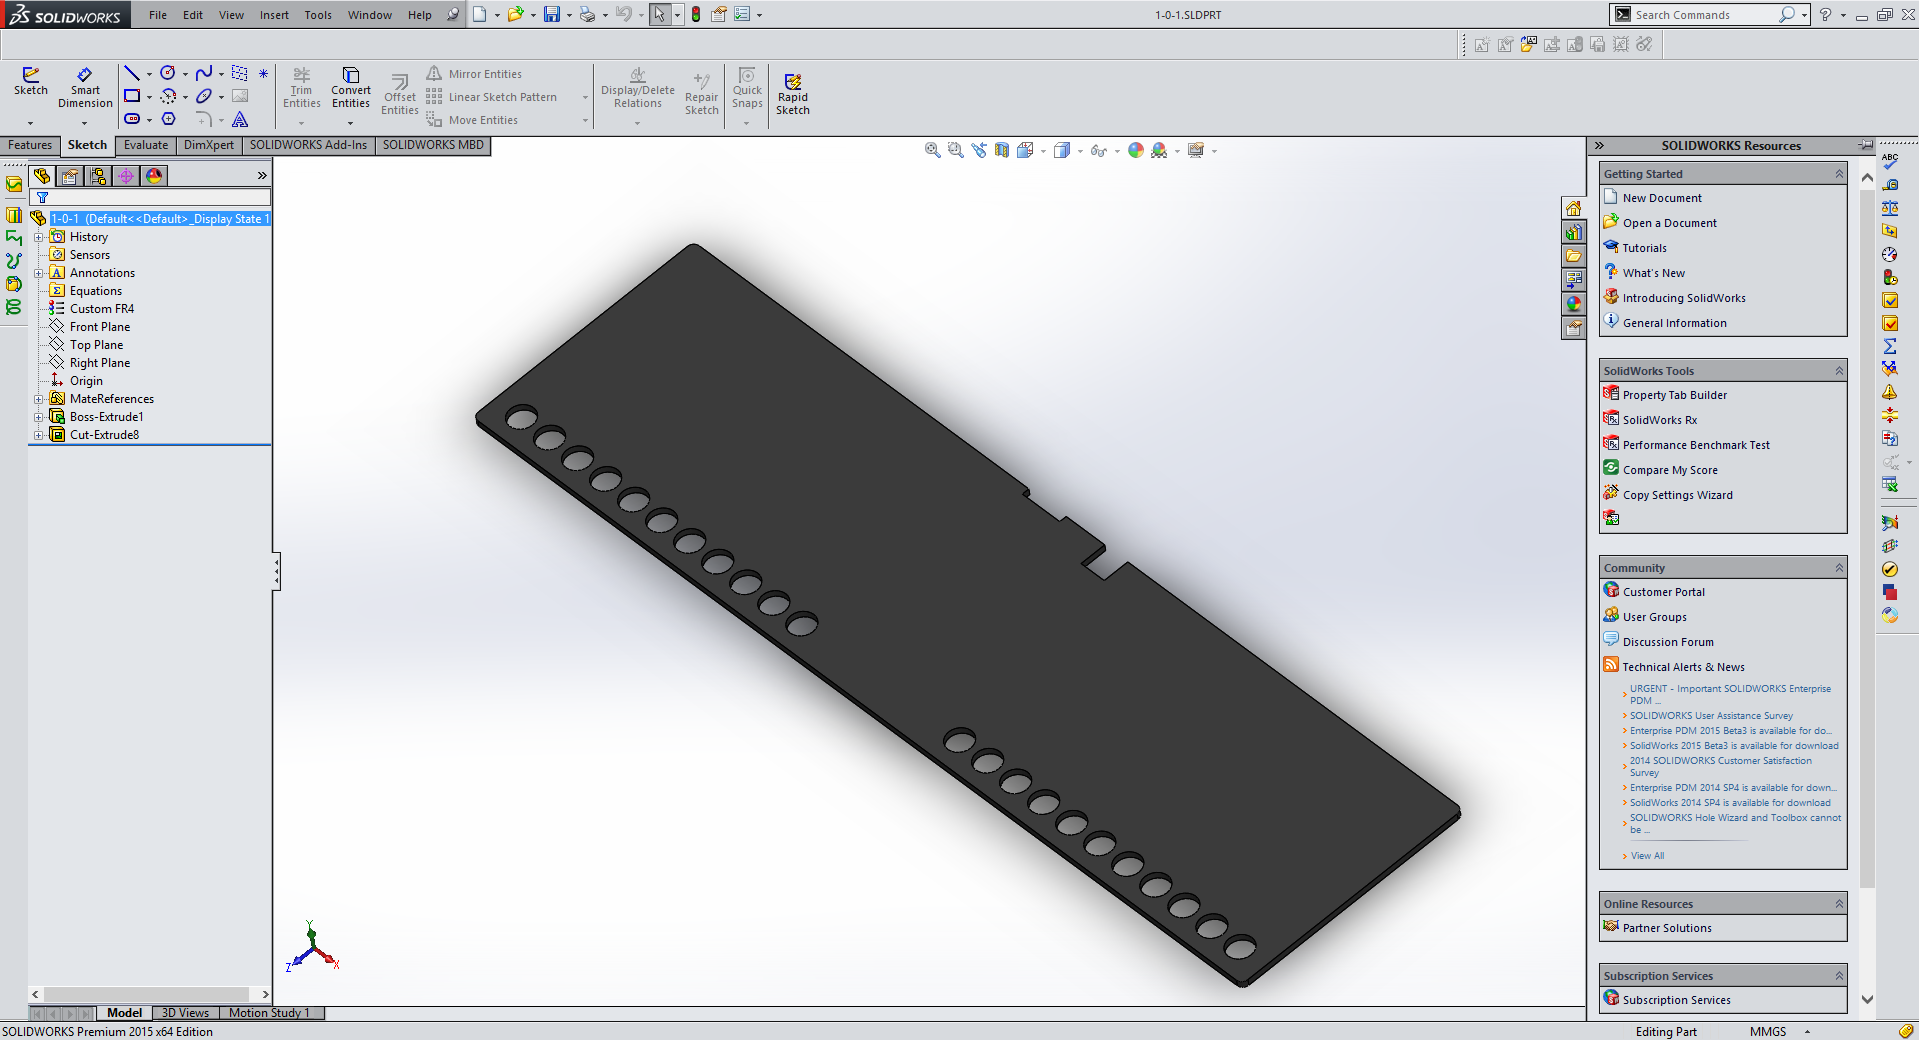 SOLIDWORKS File Edit View Insert Tools Window Help 1-0-1.SLDPRT Search Commands ?
Sketch Smart Dimension Trim Entities Convert Entities Offset Entities Mirror Entities Linear Sketch Pattern Move Entities Display/Delete Relations Repair Sketch Quick Snaps Rapid Sketch
Features Sketch Evaluate DimXpert SOLIDWORKS Add-Ins SOLIDWORKS MBD
1-0-1 (Default<<Default>_Display State 1
History
Sensors
Annotations
Equations
Custom FR4
Front Plane
Top Plane
Right Plane
Origin
MateReferences
Boss-Extrude1
Cut-Extrude8
Y
Z
X
SOLIDWORKS Resources
ABC
Getting Started
New Document
Open a Document
Tutorials
What's New
Introducing SolidWorks
General Information
SolidWorks Tools
Property Tab Builder
SolidWorks Rx
Performance Benchmark Test
Compare My Score
Copy Settings Wizard
Community
Customer Portal
User Groups
Discussion Forum
Technical Alerts & News
URGENT - Important SOLIDWORKS Enterprise
PDM ...
SOLIDWORKS User Assistance Survey
Enterprise PDM 2015 Beta3 is available for do...
SolidWorks 2015 Beta3 is available for download
2014 SOLIDWORKS Customer Satisfaction
Survey
Enterprise PDM 2014 SP4 is available for down...
SolidWorks 2014 SP4 is available for download
SOLIDWORKS Hole Wizard and Toolbox cannot
be ...
View All
Online Resources
Partner Solutions
Subscription Services
Subscription Services
Model 3D Views Motion Study 1
SOLIDWORKS Premium 2015 x64 Edition Editing Part MMGS